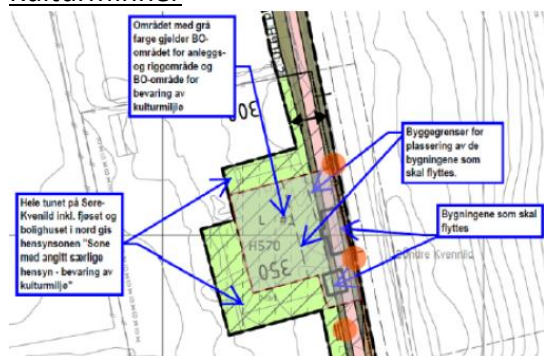 Kulturminner
Området med grå
farge gjelder BO-
området for anleggs-
og riggområde og
BO-område for
bevaring av
kulturmiljø
Byggegrenser for
plassering av de
bygningene som
skal flyttes.
Bygningene som skal
flyttes
Hele tunet på Søre-
Kvenild inkl. fjøset og
bolighuset i nord gis
hensynsonen "Sone
med angitt særlige
hensyn - bevaring av
kulturmiljø"
H570
350